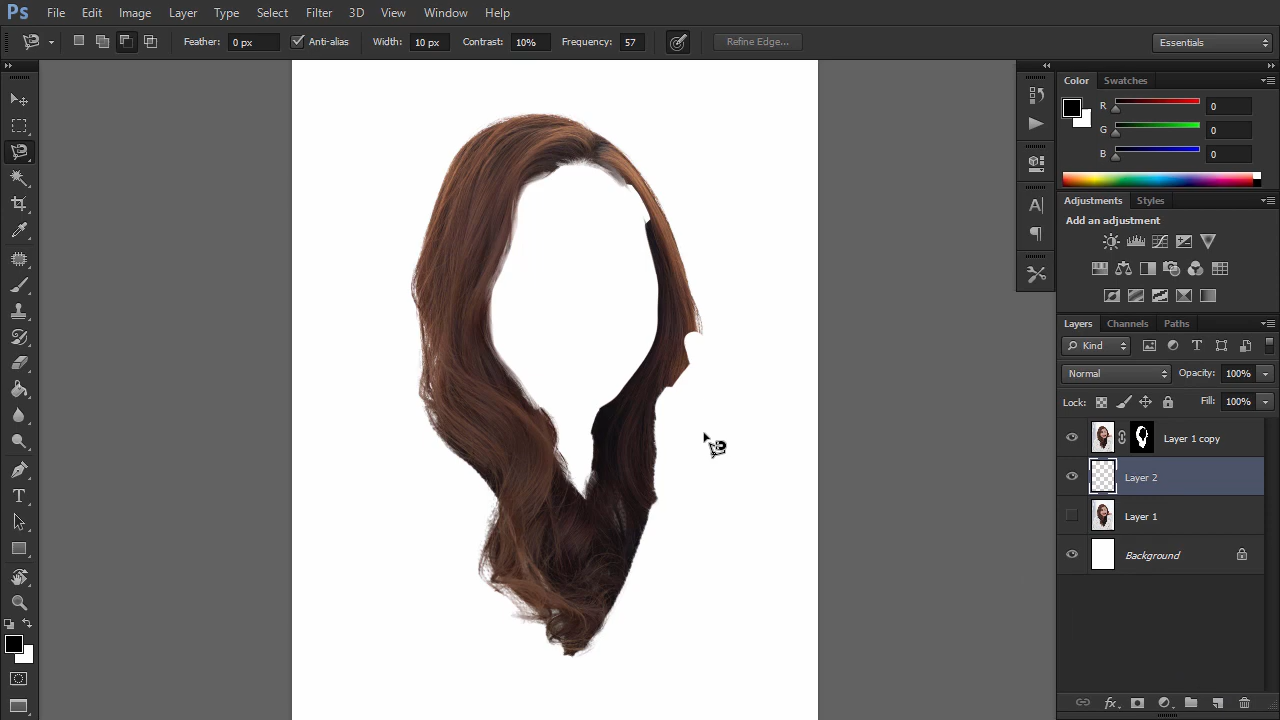 Ps File Edit Image Layer Type Select Filter 3D View Window Help
Feather: 0 px Anti-alias Width: 10 px Contrast: 10% Frequency: 57 Refine Edge... Essentials
Color Swatches
R 0
G 0
B 0
Adjustments Styles
Add an adjustment
Layers Channels Paths
Kind
Normal Opacity: 100%
Lock: Fill: 100%
Layer 1 copy
Layer 2
Layer 1
Background